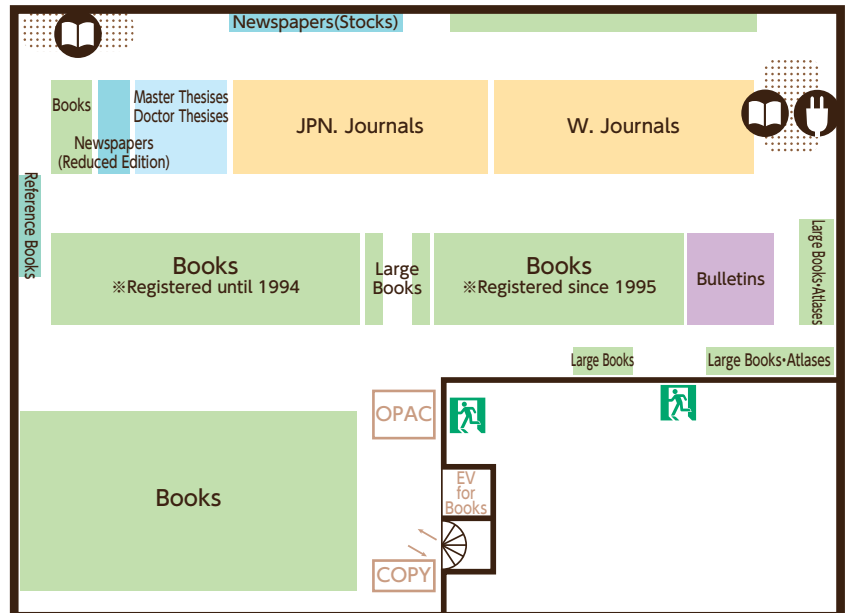 Newspapers(Stocks)
Books
Master Thesises
Doctor Thesises
Newspapers
(Reduced Edition)
JPN. Journals
W. Journals
Reference Books
Books
※Registered until 1994
Large
Books
Books
※Registered since 1995
Bulletins
Large Books•Atlases
Large Books
Large Books•Atlases
OPAC
Books
EV
for
Books
COPY